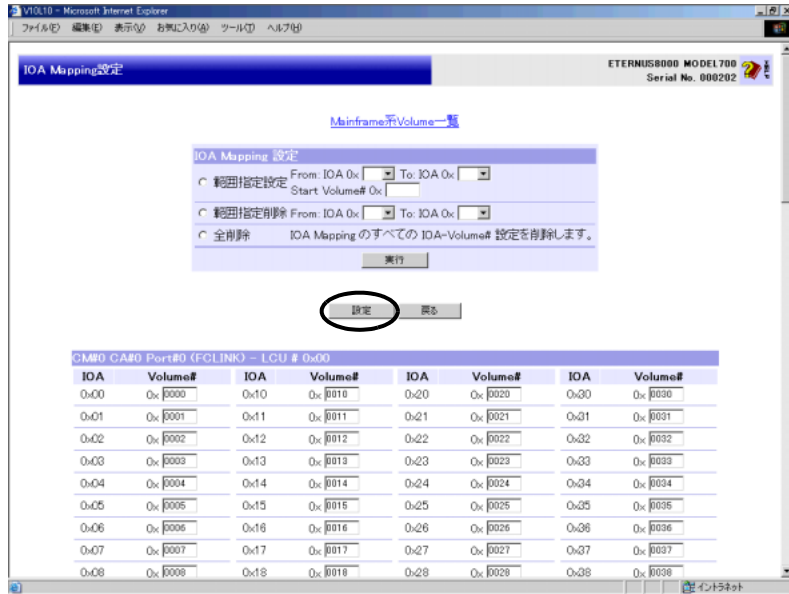 V10L10 - Microsoft Internet Explorer
ファイル(F) 編集(E) 表示(V) お気に入り(A) ツール(T) ヘルプ(H)
IOA Mapping設定
ETERNUS8000 MODEL700
Serial No. 000202
HELP
Mainframe系Volume一覧
IOA Mapping 設定
範囲指定設定 From: IOA 0x To: IOA 0x
Start Volume# 0x
範囲指定削除 From: IOA 0x To: IOA 0x
全削除 IOA Mapping のすべての IOA-Volume# 設定を削除します。
実行
設定 戻る
CM#0 CA#0 Port#0 (FCLINK) - LCU # 0x00
IOA Volume# IOA Volume# IOA Volume# IOA Volume#
0x00 0x 0000 0x10 0x 0010 0x20 0x 0020 0x30 0x 0030
0x01 0x 0001 0x11 0x 0011 0x21 0x 0021 0x31 0x 0031
0x02 0x 0002 0x12 0x 0012 0x22 0x 0022 0x32 0x 0032
0x03 0x 0003 0x13 0x 0013 0x23 0x 0023 0x33 0x 0033
0x04 0x 0004 0x14 0x 0014 0x24 0x 0024 0x34 0x 0034
0x05 0x 0005 0x15 0x 0015 0x25 0x 0025 0x35 0x 0035
0x06 0x 0006 0x16 0x 0016 0x26 0x 0026 0x36 0x 0036
0x07 0x 0007 0x17 0x 0017 0x27 0x 0027 0x37 0x 0037
0x08 0x 0008 0x18 0x 0018 0x28 0x 0028 0x38 0x 0038
イントラネット